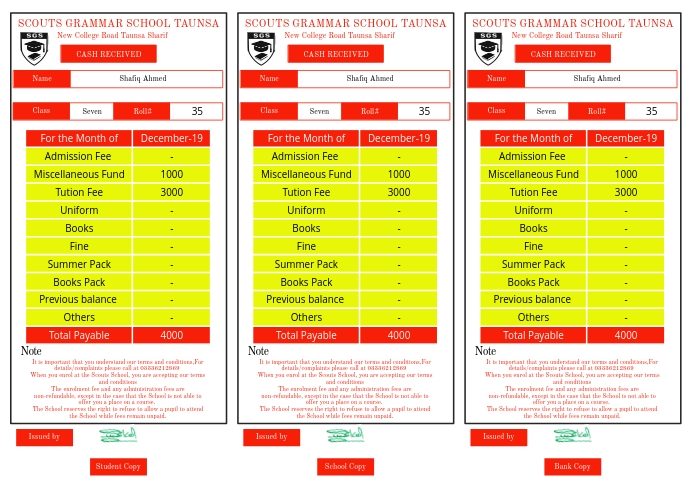 SCOUTS GRAMMAR SCHOOL TAUNSA
New College Road Taunsa Sharif
SGS
CASH RECEIVED
Name Shafiq Ahmed
Class Seven Roll# 35
For the Month of December-19
Admission Fee -
Miscellaneous Fund 1000
Tution Fee 3000
Uniform -
Books -
Fine -
Summer Pack -
Books Pack -
Previous balance -
Others -
Total Payable 4000
Note
It is important that you understand our terms and conditions,For
details/complaints please call at 03336212869
When you enrol at the Scouts School, you are accepting our terms
and conditions
The enrolment fee and any administration fees are
non-refundable, except in the case that the School is not able to
offer you a place on a course.
The School reserves the right to refuse to allow a pupil to attend
the School while fees remain unpaid.
Issued by
Student Copy
SCOUTS GRAMMAR SCHOOL TAUNSA
New College Road Taunsa Sharif
SGS
CASH RECEIVED
Name Shafiq Ahmed
Class Seven Roll# 35
For the Month of December-19
Admission Fee -
Miscellaneous Fund 1000
Tution Fee 3000
Uniform -
Books -
Fine -
Summer Pack -
Books Pack -
Previous balance -
Others -
Total Payable 4000
Note
It is important that you understand our terms and conditions,For
details/complaints please call at 03336212869
When you enrol at the Scouts School, you are accepting our terms
and conditions
The enrolment fee and any administration fees are
non-refundable, except in the case that the School is not able to
offer you a place on a course.
The School reserves the right to refuse to allow a pupil to attend
the School while fees remain unpaid.
Issued by
School Copy
SCOUTS GRAMMAR SCHOOL TAUNSA
New College Road Taunsa Sharif
SGS
CASH RECEIVED
Name Shafiq Ahmed
Class Seven Roll# 35
For the Month of December-19
Admission Fee -
Miscellaneous Fund 1000
Tution Fee 3000
Uniform -
Books -
Fine -
Summer Pack -
Books Pack -
Previous balance -
Others -
Total Payable 4000
Note
It is important that you understand our terms and conditions,For
details/complaints please call at 03336212869
When you enrol at the Scouts School, you are accepting our terms
and conditions
The enrolment fee and any administration fees are
non-refundable, except in the case that the School is not able to
offer you a place on a course.
The School reserves the right to refuse to allow a pupil to attend
the School while fees remain unpaid.
Issued by
Bank Copy